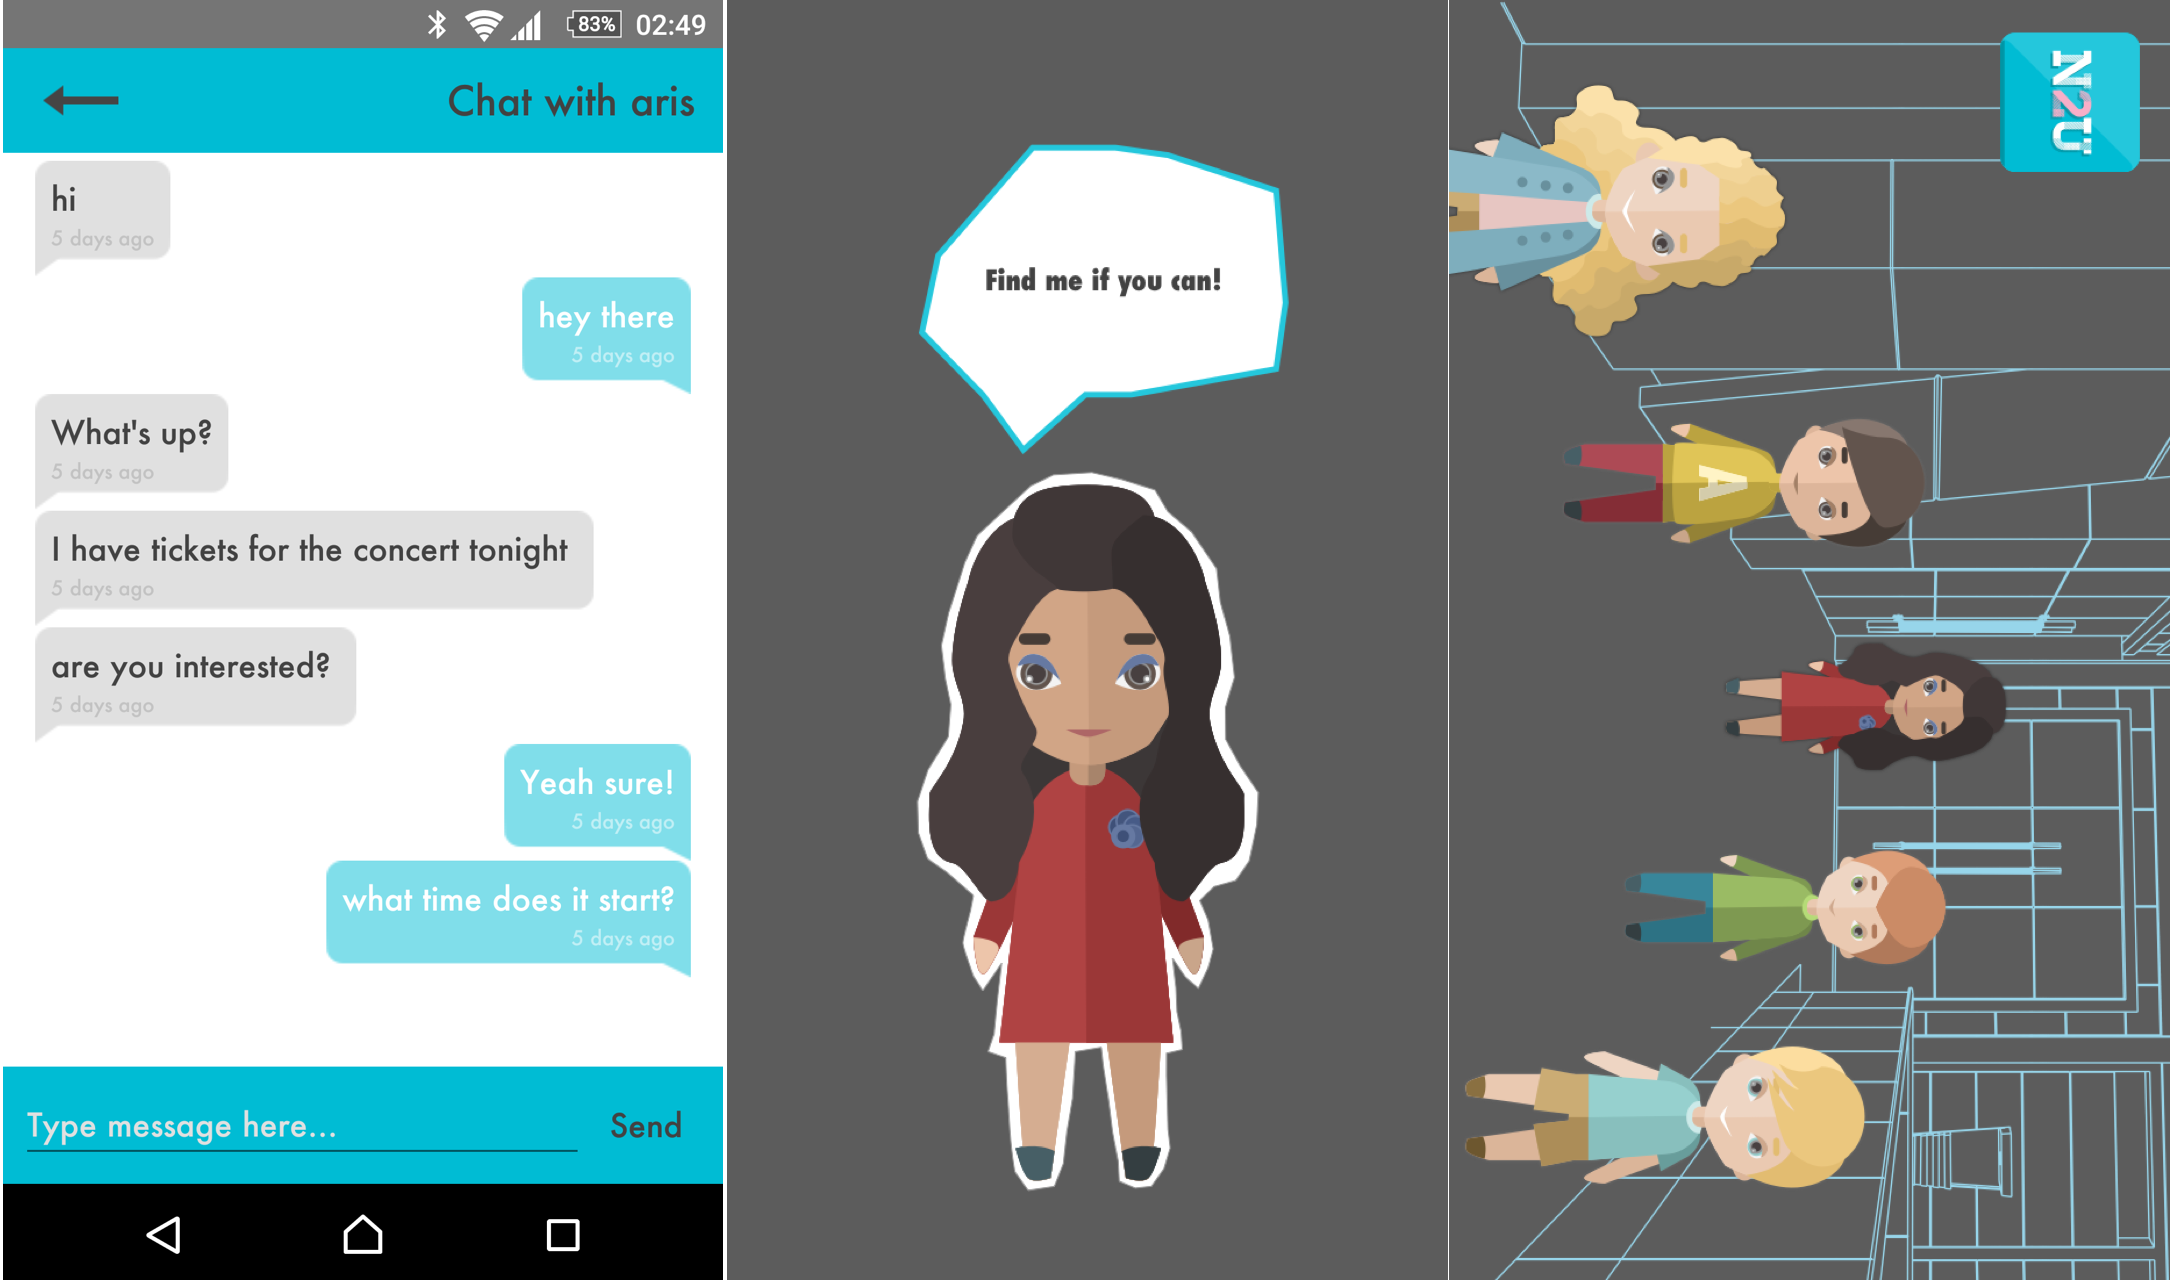 83% 02:49
Chat with aris
hi
5 days ago
hey there
5 days ago
What's up?
5 days ago
I have tickets for the concert tonight
5 days ago
are you interested?
5 days ago
Yeah sure!
5 days ago
what time does it start?
5 days ago
Type message here...
Send
Find me if you can!
N2U
A